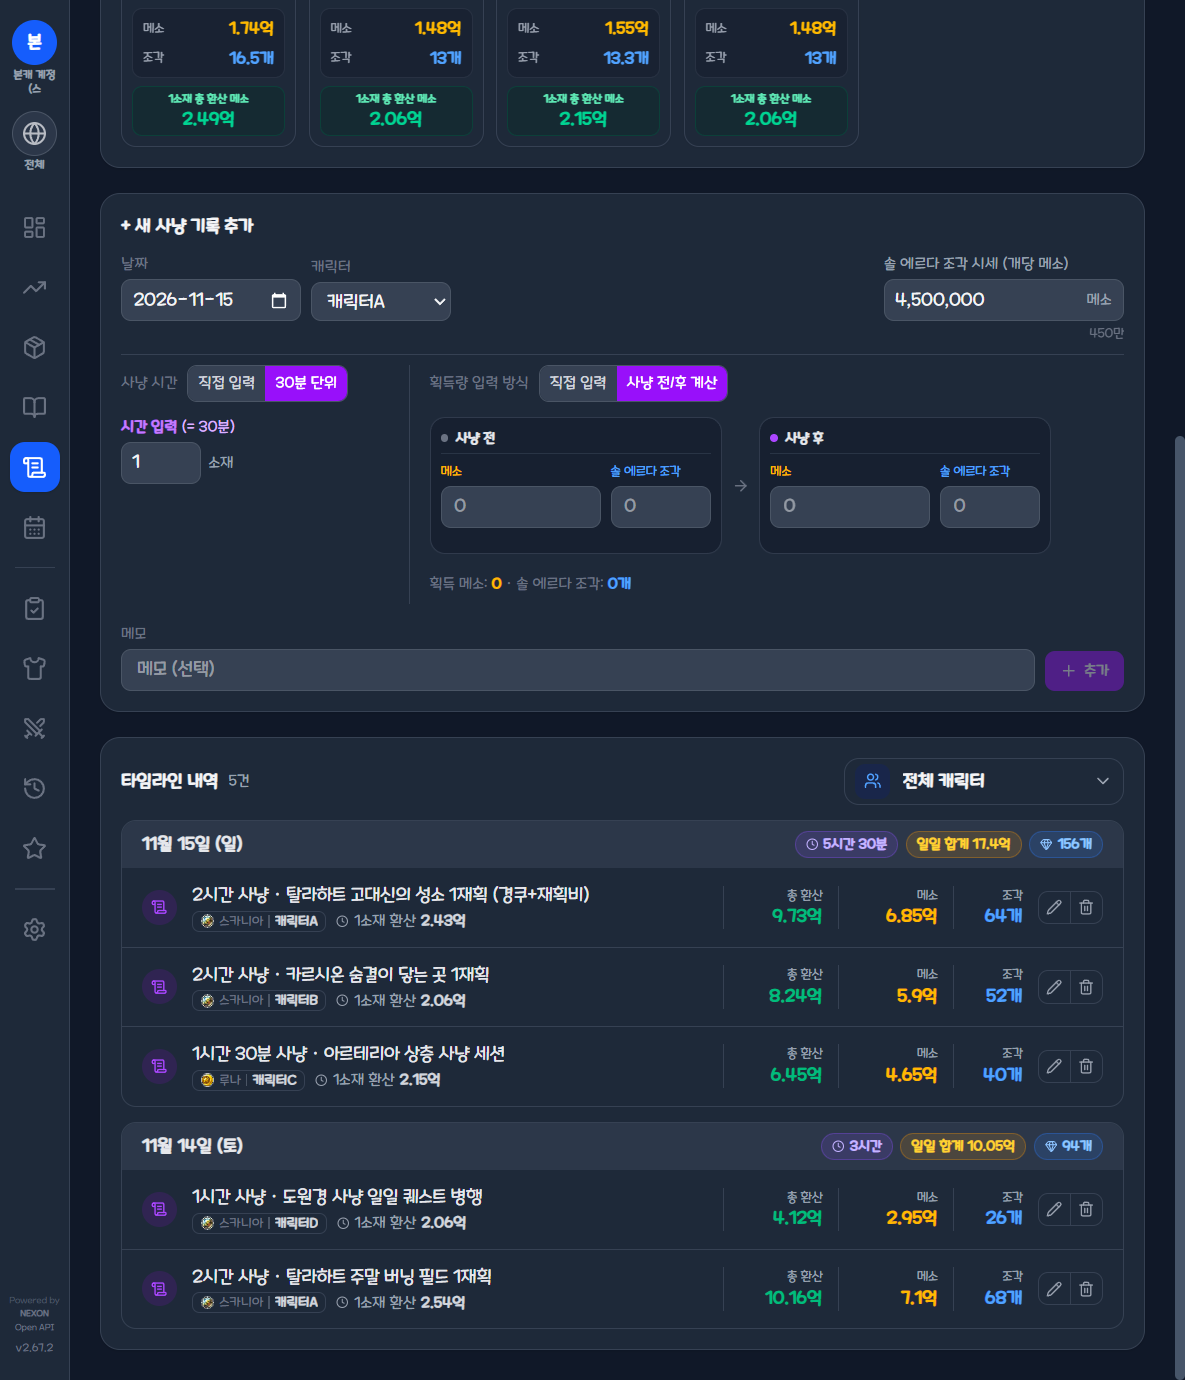 본
본캐 계정
(스
전체
메소 1.74억
조각 16.5개
1소재 총 환산 메소
2.49억
메소 1.48억
조각 13개
1소재 총 환산 메소
2.06억
메소 1.55억
조각 13.3개
1소재 총 환산 메소
2.15억
메소 1.48억
조각 13개
1소재 총 환산 메소
2.06억
+ 새 사냥 기록 추가
날짜
2026-11-15
캐릭터
캐릭터A
솔 에르다 조각 시세 (개당 메소)
4,500,000 메소
450만
사냥 시간 직접 입력 30분 단위
시간 입력 (= 30분)
1 소재
획득량 입력 방식 직접 입력 사냥 전/후 계산
사냥 전
메소 솔 에르다 조각
0 0
→
사냥 후
메소 솔 에르다 조각
0 0
획득 메소: 0 · 솔 에르다 조각: 0개
메모
메모 (선택)
+ 추가
타임라인 내역 5건
전체 캐릭터
11월 15일 (일) 5시간 30분 일일 합계 17.4억 156개
2시간 사냥 · 탈라하트 고대신의 성소 1재획 (경쿠+재획비)
스카니아 | 캐릭터A 1소재 환산 2.43억
총 환산 메소 조각
9.73억 6.85억 64개
2시간 사냥 · 카르시온 숨결이 닿는 곳 1재획
스카니아 | 캐릭터B 1소재 환산 2.06억
총 환산 메소 조각
8.24억 5.9억 52개
1시간 30분 사냥 · 아르테리아 상층 사냥 세션
루나 | 캐릭터C 1소재 환산 2.15억
총 환산 메소 조각
6.45억 4.65억 40개
11월 14일 (토) 3시간 일일 합계 10.05억 94개
1시간 사냥 · 도원경 사냥 일일 퀘스트 병행
스카니아 | 캐릭터D 1소재 환산 2.06억
총 환산 메소 조각
4.12억 2.95억 26개
2시간 사냥 · 탈라하트 주말 버닝 필드 1재획
스카니아 | 캐릭터A 1소재 환산 2.54억
총 환산 메소 조각
10.16억 7.1억 68개
Powered by
NEXON
Open API
v2.67.2